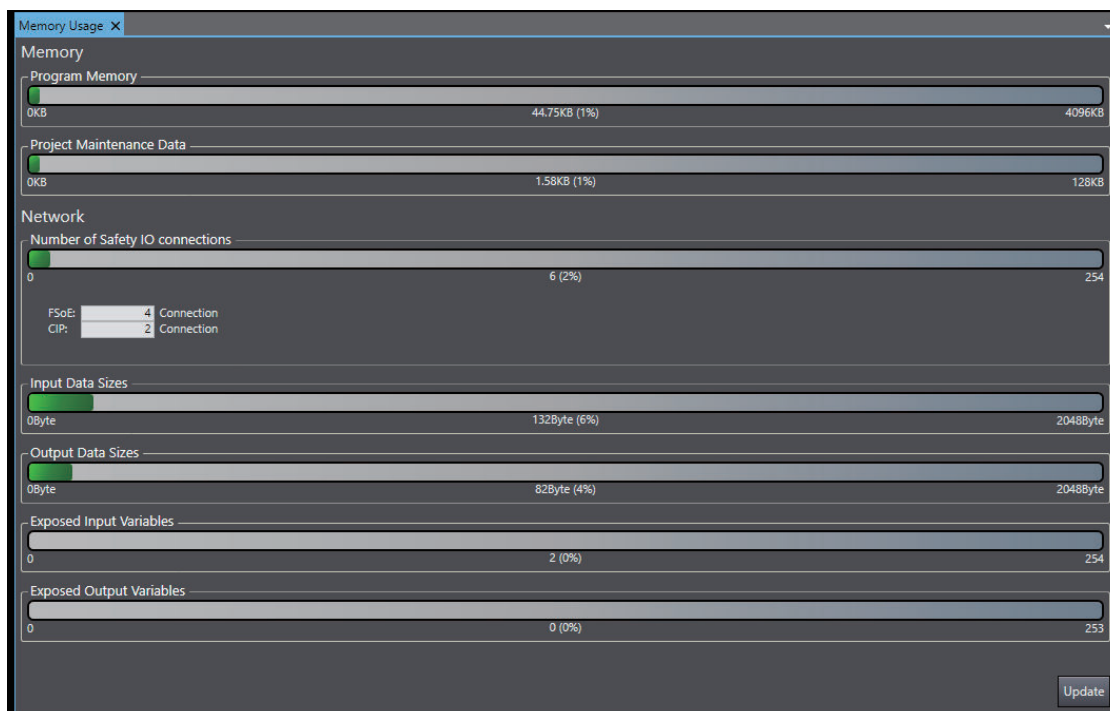 Memory Usage X
Memory
Program Memory
0KB 44.75KB (1%) 4096KB
Project Maintenance Data
0KB 1.58KB (1%) 128KB
Network
Number of Safety IO connections
0 6 (2%) 254
FSoE: 4 Connection
CIP: 2 Connection
Input Data Sizes
0Byte 132Byte (6%) 2048Byte
Output Data Sizes
0Byte 82Byte (4%) 2048Byte
Exposed Input Variables
0 2 (0%) 254
Exposed Output Variables
0 0 (0%) 253
Update